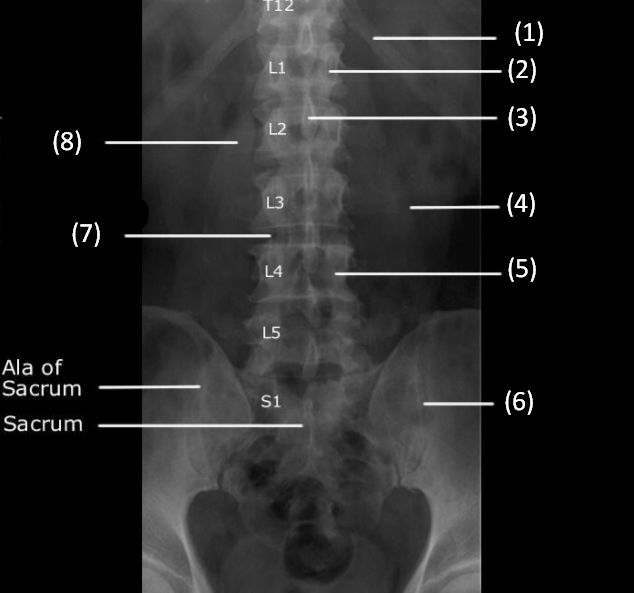 T12
(1)
L1
(2)
(3)
L2
(8)
L3
(4)
(7)
L4
(5)
L5
Ala of
Sacrum
S1
(6)
Sacrum